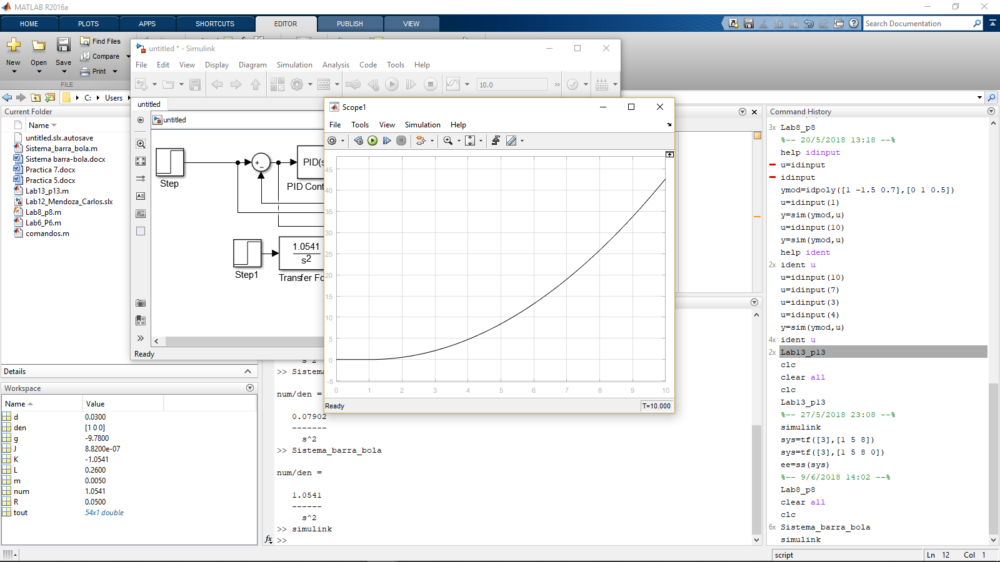 MATLAB R2016a
HOME PLOTS APPS SHORTCUTS EDITOR PUBLISH VIEW
Search Documentation
New Open Save
Find Files
Compare
Print
FILE
C: Users
Current Folder
Name
untitled.slx.autosave
Sistema_barra_bola.m
Sistema barra-bola.docx
Practica 7.docx
Practica 5.docx
Lab13_p13.m
Lab12_Mendoza_Carlos.slx
Lab8_p8.m
Lab6_P6.m
comandos.m
Details
Workspace
Name Value
d 0.0300
den [1 0 0]
g -9.7800
J 8.8200e-07
K -1.0541
L 0.2600
m 0.0050
num 1.0541
R 0.0500
tout 54x1 double
untitled * - Simulink
File Edit View Display Diagram Simulation Analysis Code Tools Help
10.0
»
untitled
untitled
Step
+
-
PID(s
PID Cont
Step1
1.0541
s2
Transfer Fc
Ready
Scope1
File Tools View Simulation Help
45
40
35
30
25
20
15
10
5
0
-5
0 1 2 3 4 5 6 7 8 9 10
Ready T=10.000
s^2
>> Sistema
num/den =
0.07902
-------
s^2
>> Sistema_barra_bola
num/den =
1.0541
------
s^2
>> simulink
fx >>
Command History
3x Lab8_p8
%-- 20/5/2018 13:18 --%
help idinput
u=idinput
idinput
ymod=idpoly([1 -1.5 0.7],[0 1 0.5])
u=idinput(1)
y=sim(ymod,u)
u=idinput(10)
y=sim(ymod,u)
help ident
2x ident u
u=idinput(10)
u=idinput(7)
u=idinput(3)
u=idinput(4)
y=sim(ymod,u)
4x ident u
2x Lab13_p13
clc
clear all
clc
Lab13_p13
%-- 27/5/2018 23:08 --%
simulink
sys=tf([3],[1 5 8])
sys=tf([3],[1 5 8 0])
ee=ss(sys)
%-- 9/6/2018 14:02 --%
Lab8_p8
clear all
clc
6x Sistema_barra_bola
simulink
script Ln 12 Col 1